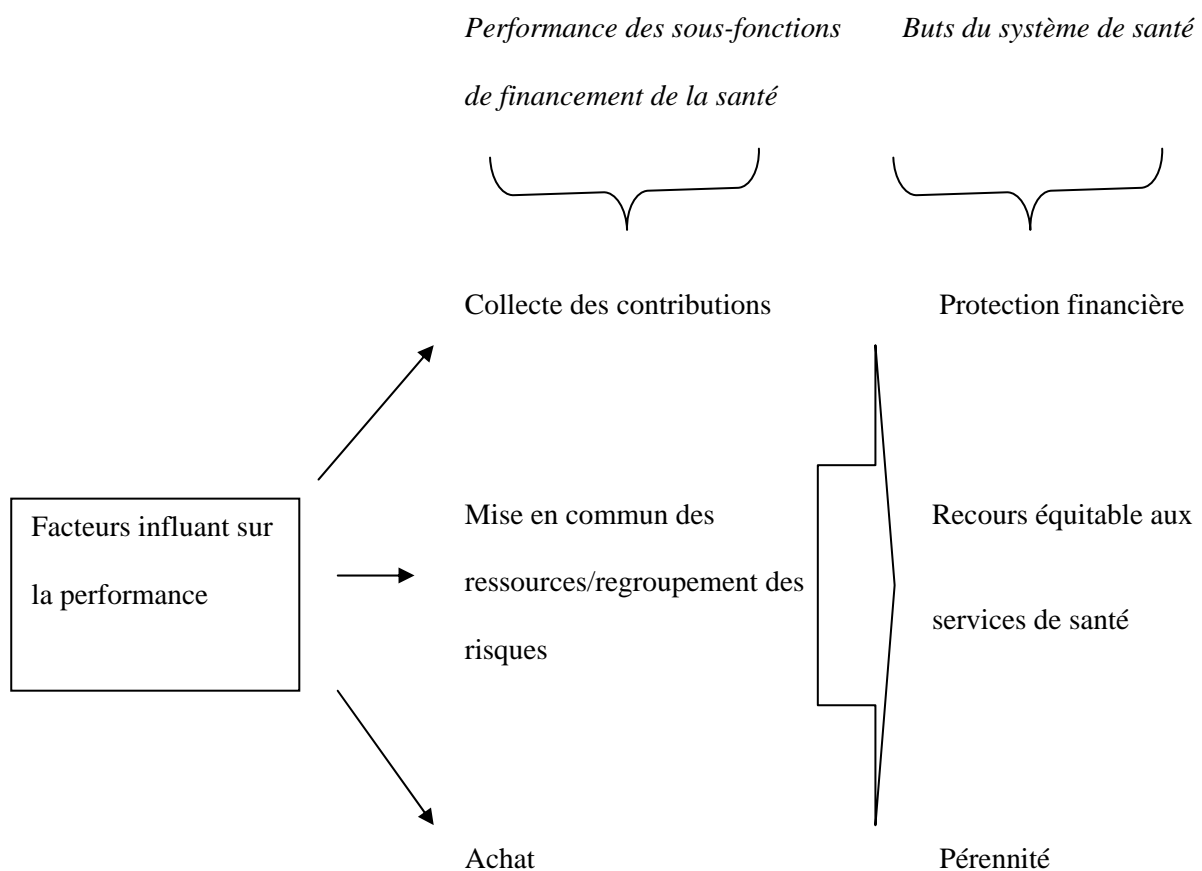 Performance des sous-fonctions
de financement de la santé
Buts du système de santé
Collecte des contributions
Protection financière
Facteurs influant sur
la performance
Mise en commun des
ressources/regroupement des
risques
Recours équitable aux
services de santé
Achat
Pérennité